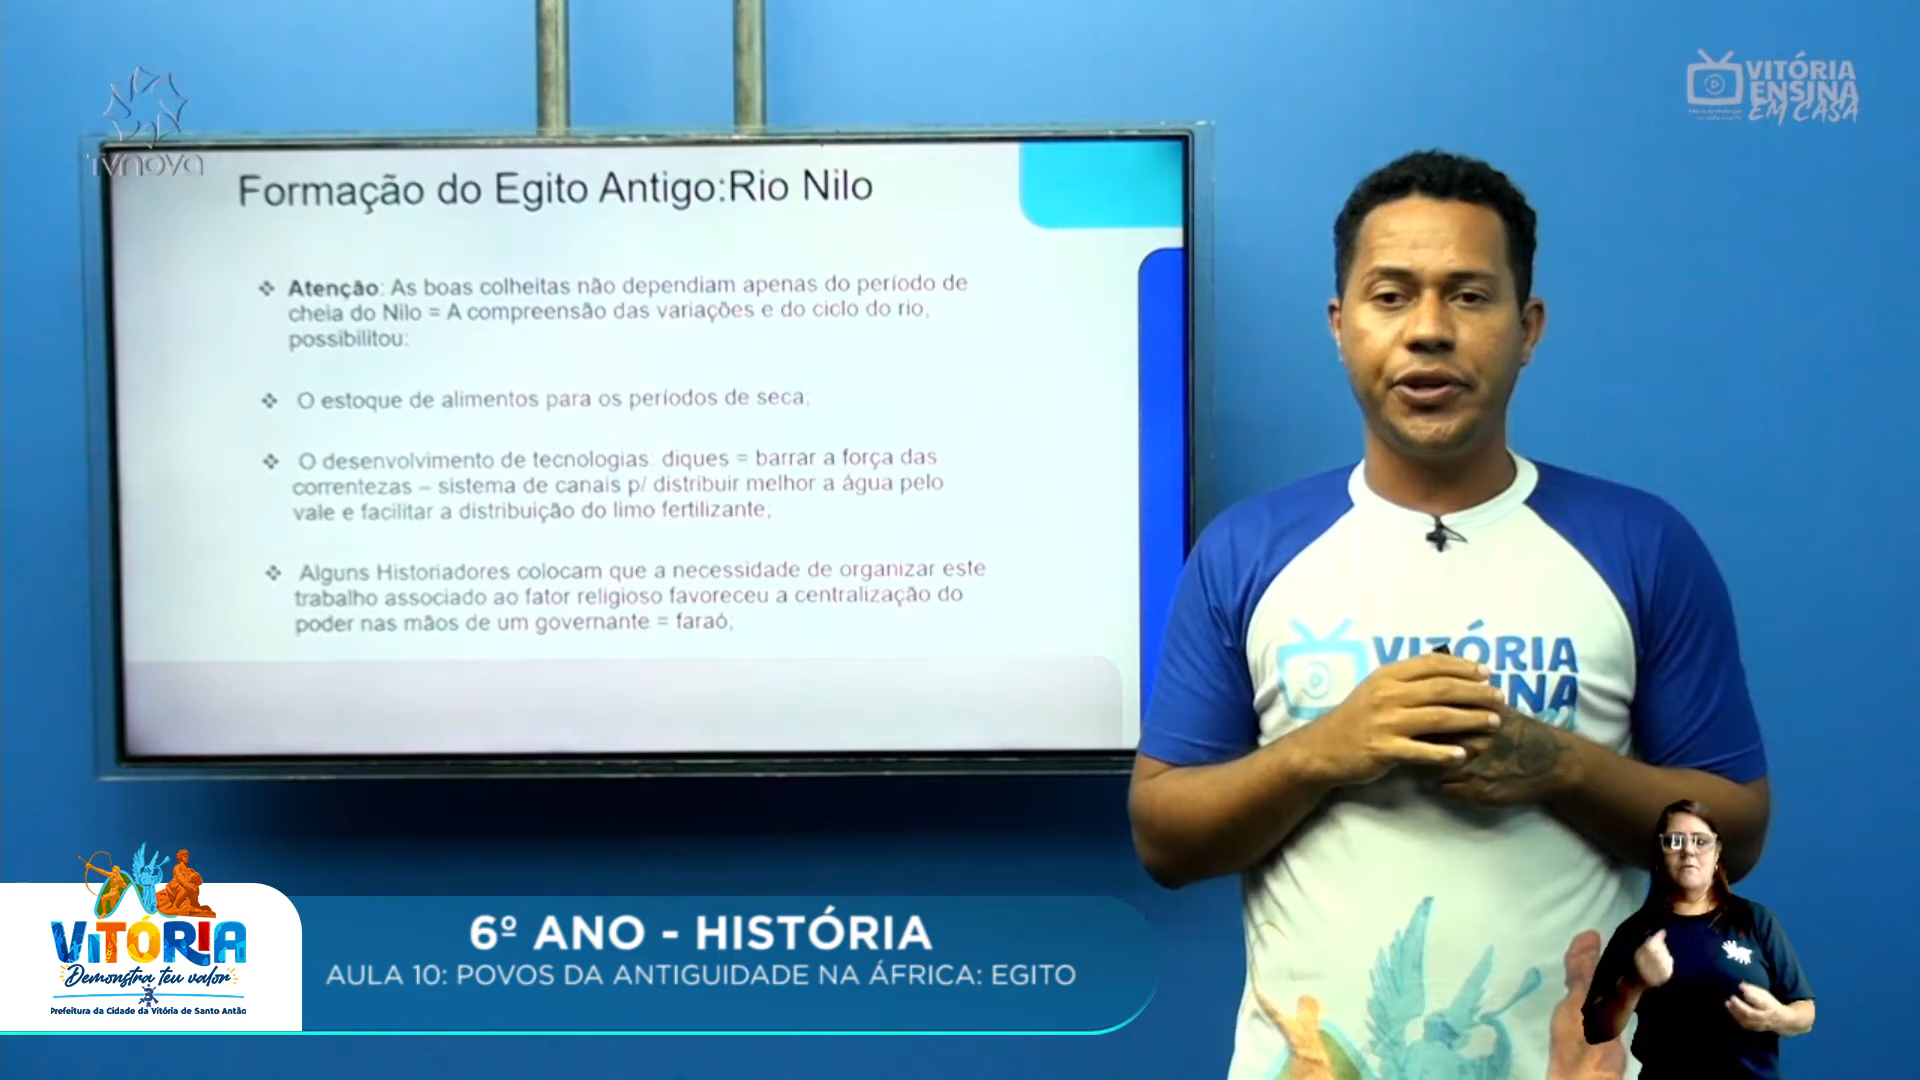 TVNOVA
VITÓRIA
ENSINA
EM CASA
Formação do Egito Antigo:Rio Nilo
❖ Atenção: As boas colheitas não dependiam apenas do período de
cheia do Nilo = A compreensão das variações e do ciclo do rio,
possibilitou:
❖ O estoque de alimentos para os períodos de seca;
❖ O desenvolvimento de tecnologias: diques = barrar a força das
correntezas – sistema de canais p/ distribuir melhor a água pelo
vale e facilitar a distribuição do limo fertilizante;
❖ Alguns Historiadores colocam que a necessidade de organizar este
trabalho associado ao fator religioso favoreceu a centralização do
poder nas mãos de um governante = faraó;
VITÓRIA
INA
VITÓRIA
Demonstra teu valor
Prefeitura da Cidade da Vitória de Santo Antão
6º ANO - HISTÓRIA
AULA 10: POVOS DA ANTIGUIDADE NA ÁFRICA: EGITO